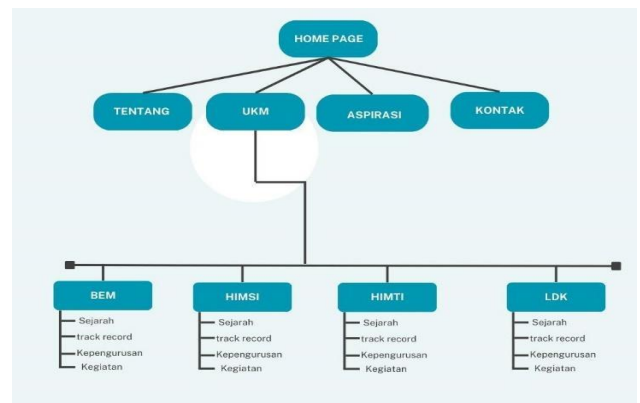 HOME PAGE
TENTANG
UKM
ASPIRASI
KONTAK
BEM
Sejarah
track record
Kepengurusan
Kegiatan
HIMSI
Sejarah
track record
Kepengurusan
Kegiatan
HIMTI
Sejarah
track record
Kepengurusan
Kegiatan
LDK
Sejarah
track record
Kepengurusan
Kegiatan